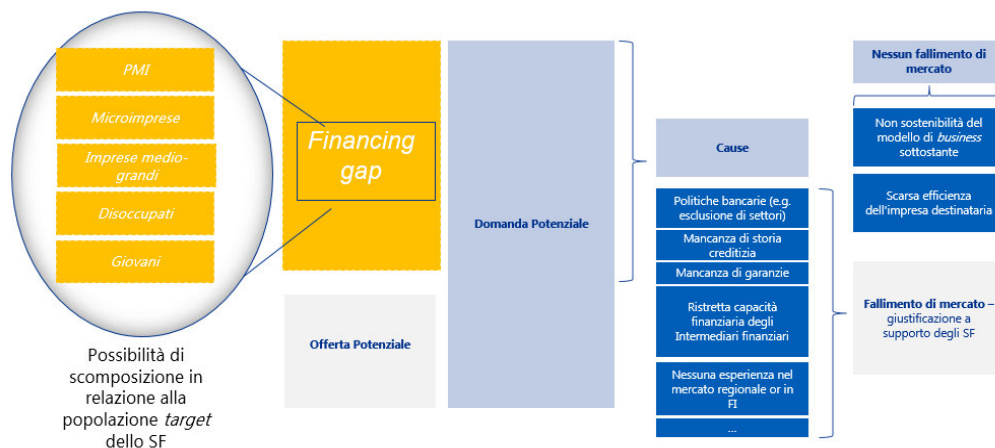 PMI
Microimprese
Imprese medio-
grandi
Disoccupati
Giovani
Possibilità di
scomposizione in
relazione alla
popolazione target
dello SF
Financing
gap
Offerta Potenziale
Domanda Potenziale
Cause
Politiche bancarie (e.g.
esclusione di settori)
Mancanza di storia
creditizia
Mancanza di garanzie
Ristretta capacità
finanziaria degli
Intermediari finanziari
Nessuna esperienza nel
mercato regionale or in
FI
...
Nessun fallimento di
mercato
Non sostenibilità del
modello di business
sottostante
Scarsa efficienza
dell'impresa destinataria
Fallimento di mercato –
giustificazione a
supporto degli SF